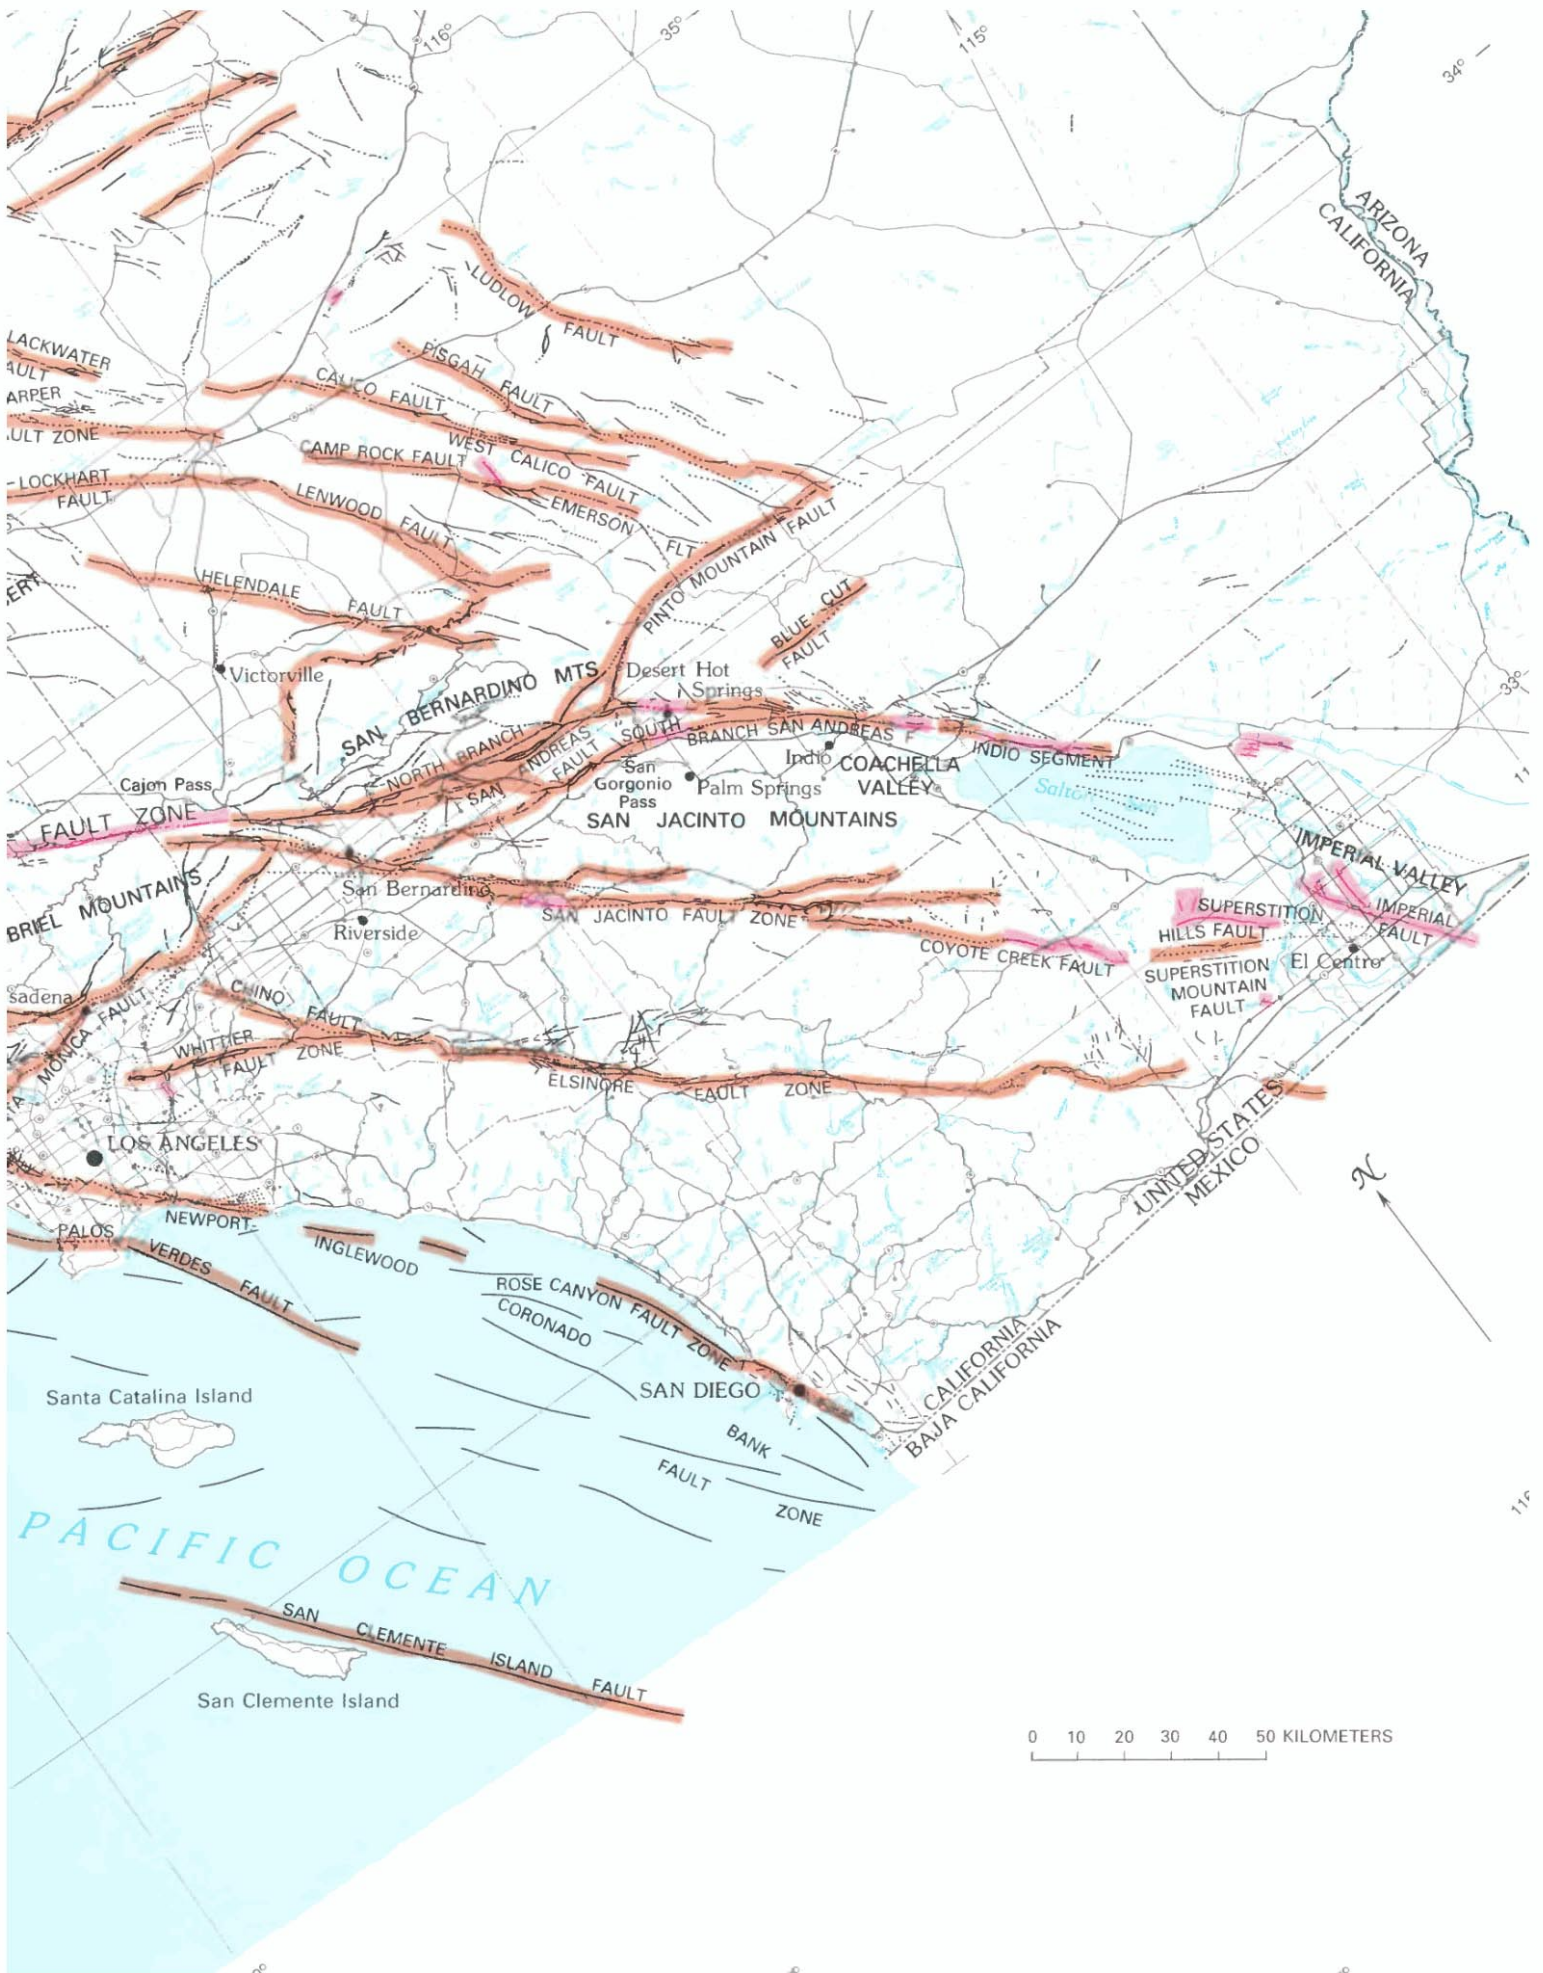 116°
35°
115°
34°
ARIZONA
CALIFORNIA
LUDLOW
FAULT
LACKWATER
AULT
ARPER
AULT ZONE
PISGAH FAULT
CALICO FAULT
WEST CALICO FAULT
CAMP ROCK FAULT
EMERSON
FLT
LOCKHART
FAULT
LENWOOD FAULT
PINTO MOUNTAIN FAULT
ERT
HELENDALE
FAULT
BLUE CUT
FAULT
Victorville
SAN BERNARDINO MTS
Desert Hot
Springs
33°
NORTH BRANCH
SAN ANDREAS FAULT
SOUTH BRANCH SAN ANDREAS F
INDIO SEGMENT
Indio
COACHELLA
VALLEY
Cajon Pass
San
Gorgonio
Pass
Palm Springs
Salton Sea
FAULT ZONE
SAN JACINTO MOUNTAINS
IMPERIAL VALLEY
BRIEL MOUNTAINS
San Bernardino
Riverside
SAN JACINTO FAULT ZONE
COYOTE CREEK FAULT
SUPERSTITION
HILLS FAULT
IMPERIAL
FAULT
El Centro
SUPERSTITION
MOUNTAIN
FAULT
sadena
MONICA FAULT
CHINO
FAULT
WHITTIER
FAULT ZONE
ELSINORE FAULT ZONE
LOS ANGELES
UNITED STATES
MEXICO
N
NEWPORT-
INGLEWOOD
PALOS
VERDES FAULT
ROSE CANYON FAULT ZONE
CORONADO
SAN DIEGO
CALIFORNIA
BAJA CALIFORNIA
BANK
FAULT
ZONE
Santa Catalina Island
PACIFIC OCEAN
SAN CLEMENTE ISLAND FAULT
San Clemente Island
0 10 20 30 40 50 KILOMETERS